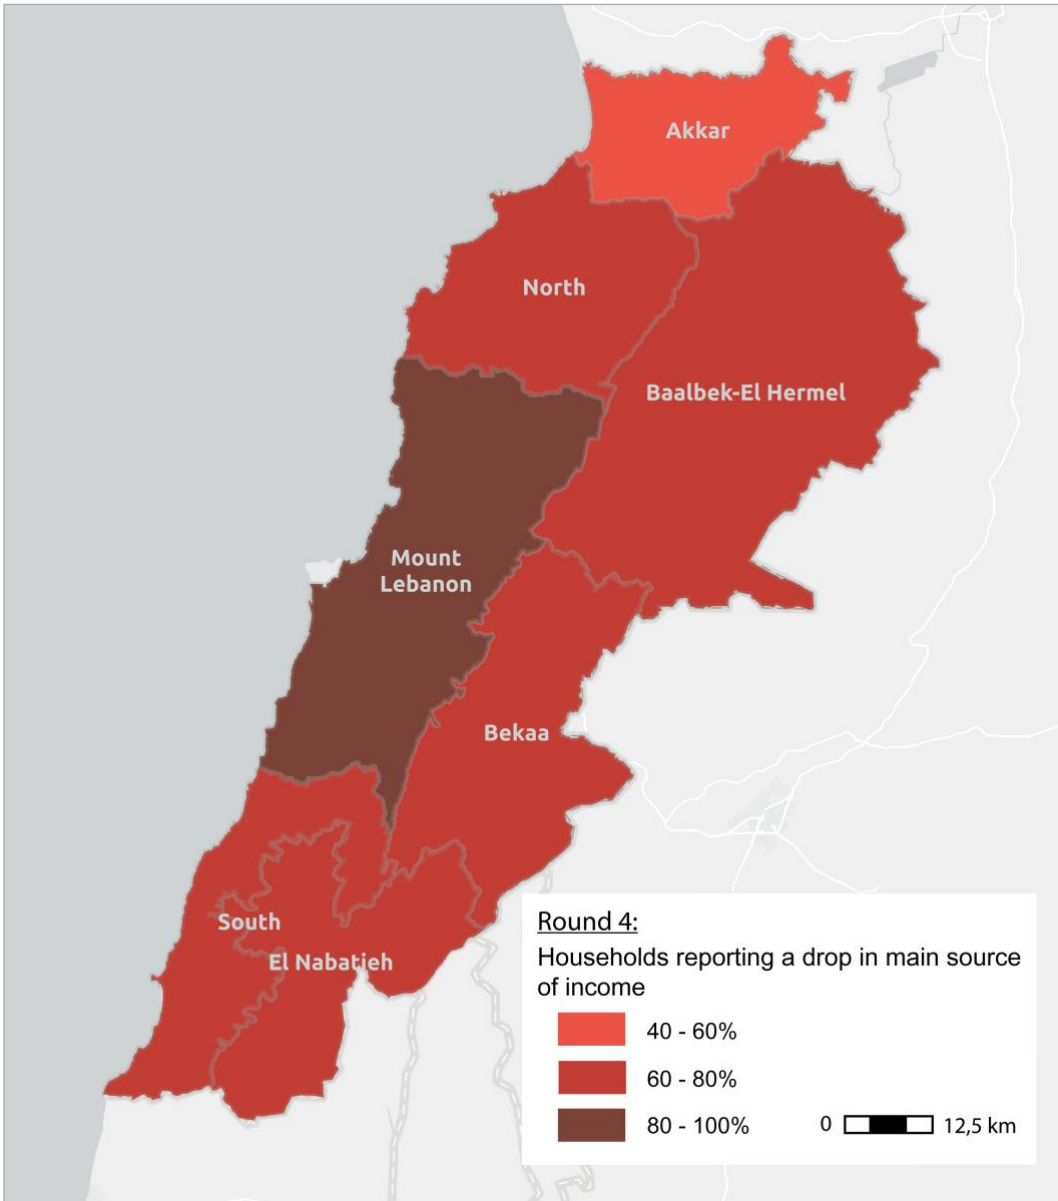 Akkar
North
Baalbek-El Hermel
Mount
Lebanon
Bekaa
South
El Nabatieh
Round 4:
Households reporting a drop in main source
of income
40 - 60%
60 - 80%
80 - 100%
0 12,5 km